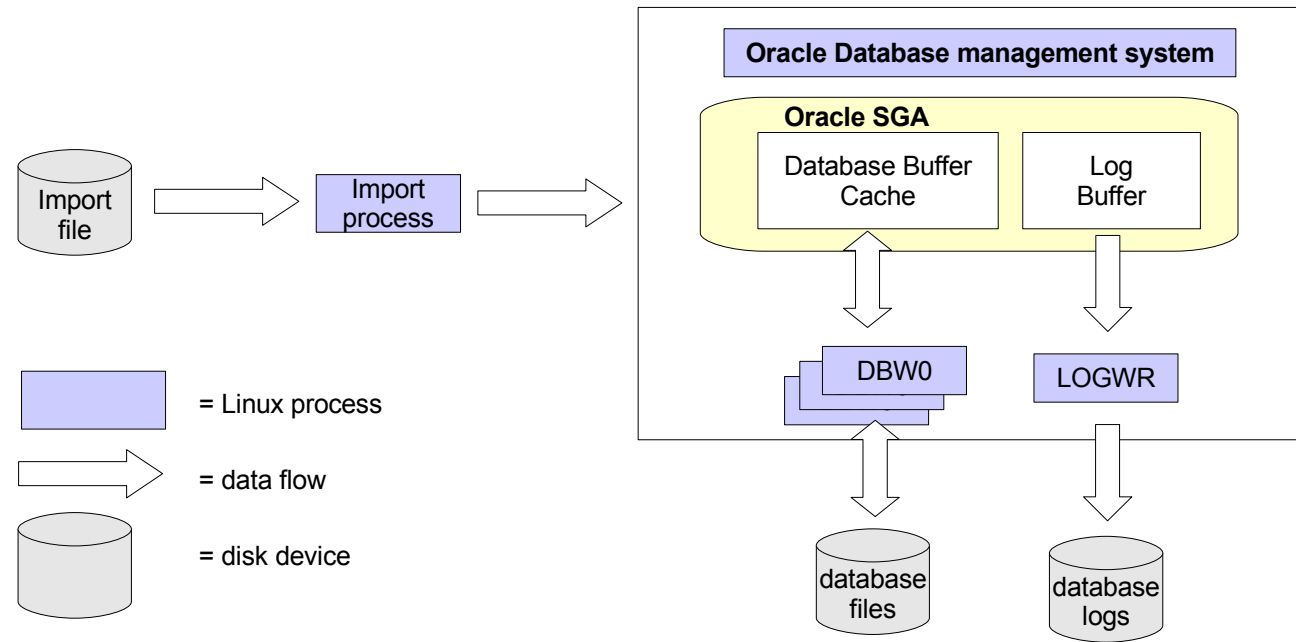 Oracle Database management system
Oracle SGA
Database Buffer
Cache
Log
Buffer
Import
file
Import
process
DBW0
LOGWR
= Linux process
= data flow
= disk device
database
files
database
logs